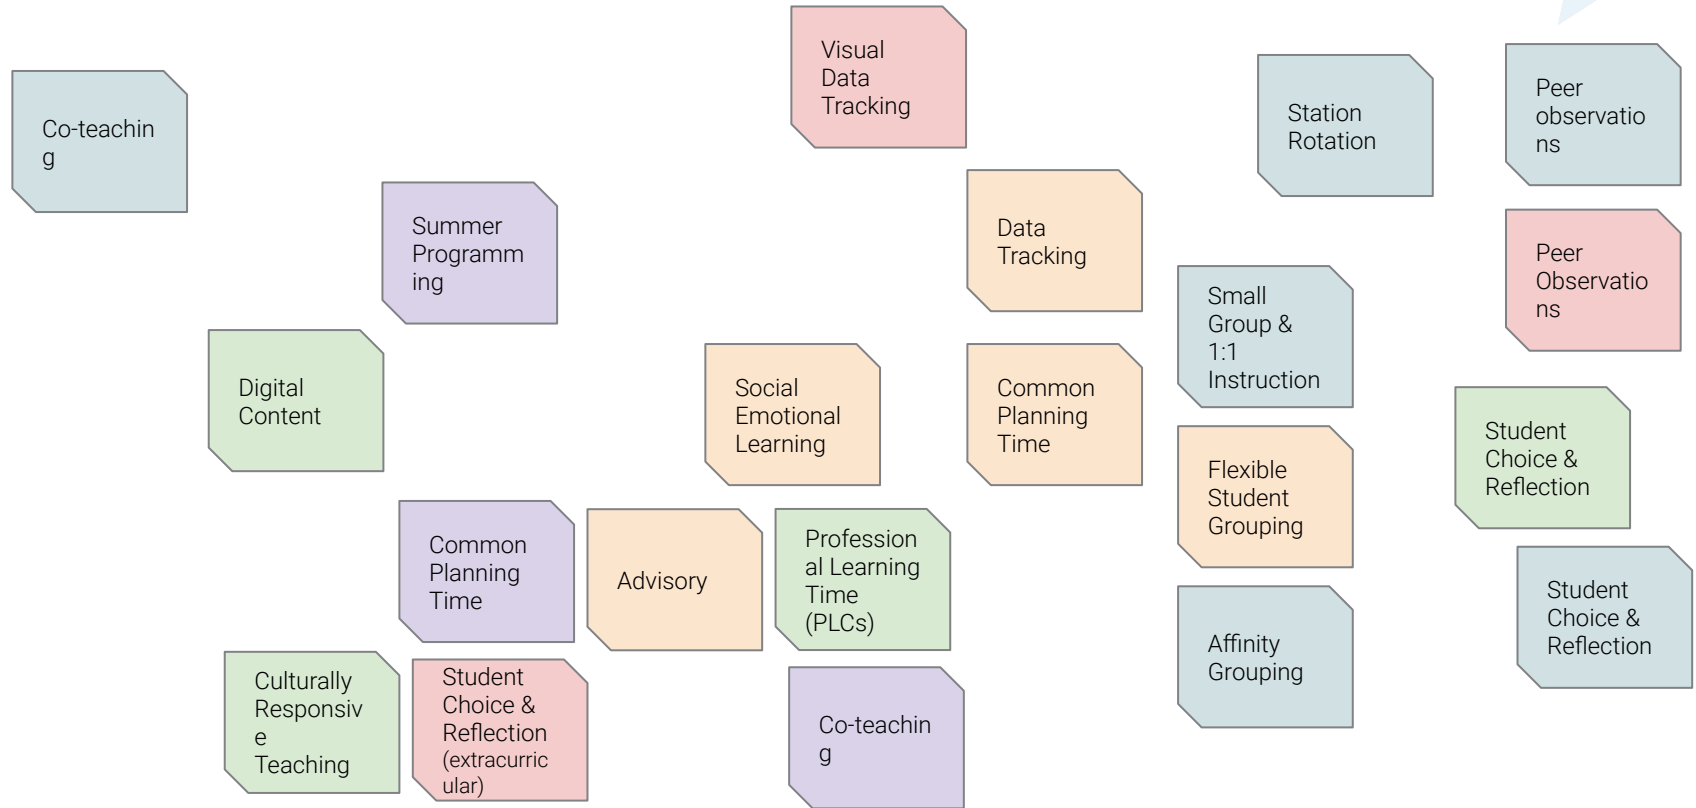 Visual
Data
Tracking
Peer
observatio
ns
Station
Rotation
Co-teachin
g
Summer
Programm
ing
Data
Tracking
Peer
Observatio
ns
Small
Group &
1:1
Instruction
Digital
Content
Social
Emotional
Learning
Common
Planning
Time
Student
Choice &
Reflection
Flexible
Student
Grouping
Common
Planning
Time
Advisory
Profession
al Learning
Time
(PLCs)
Student
Choice &
Reflection
Affinity
Grouping
Culturally
Responsiv
e
Teaching
Student
Choice &
Reflection
(extracurric
ular)
Co-teachin
g